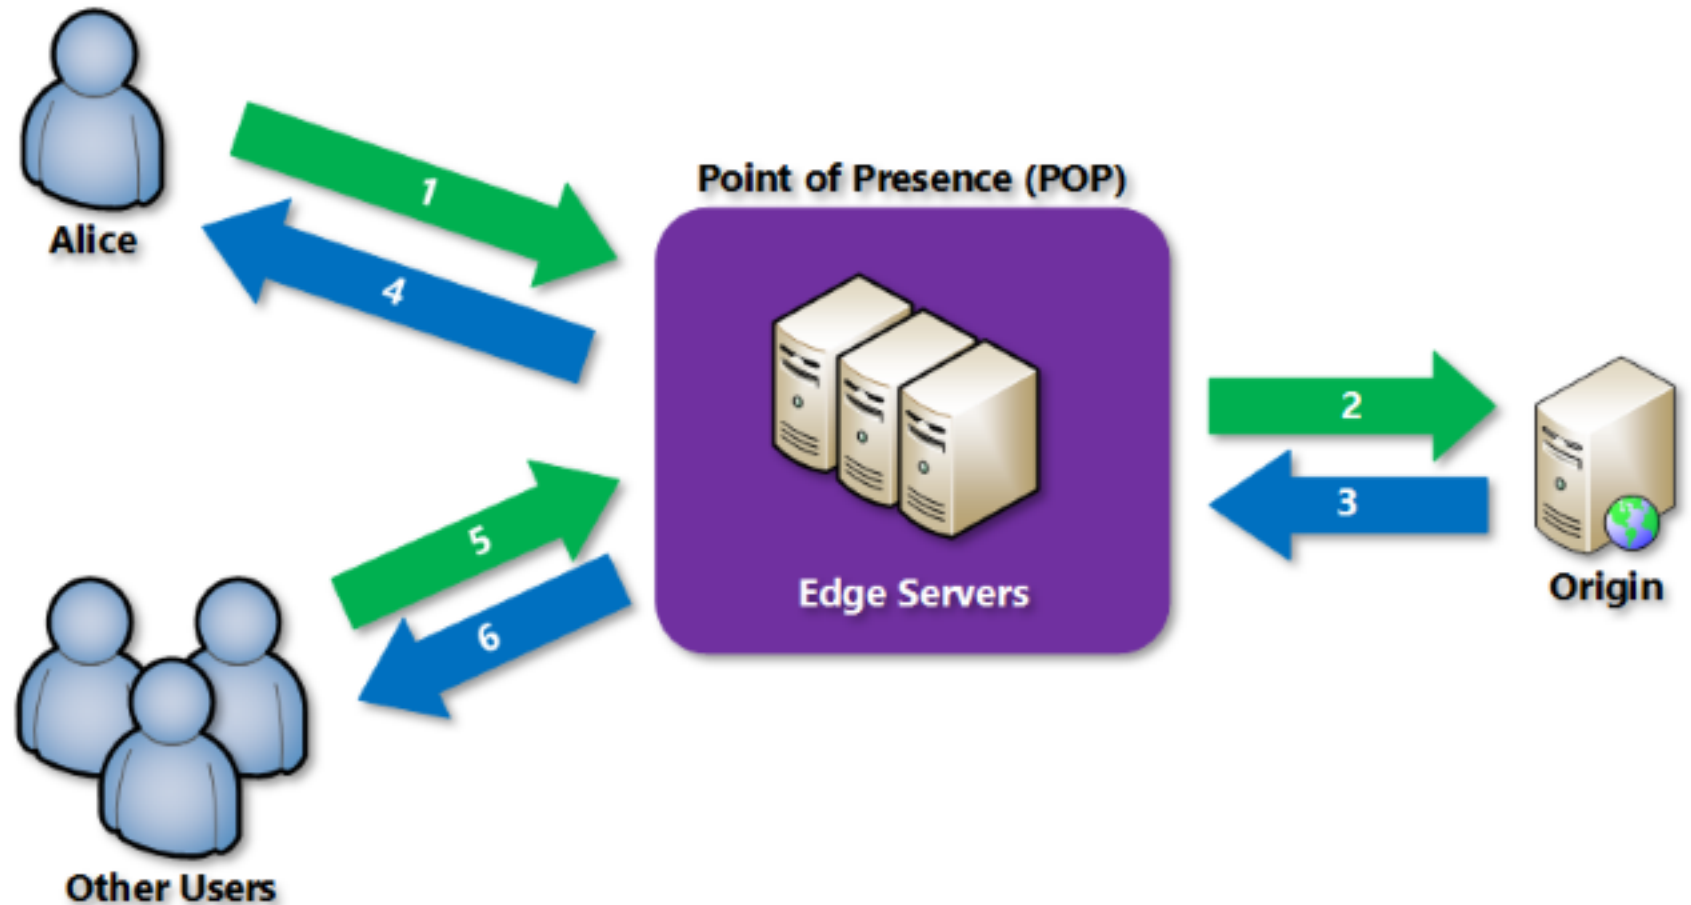 Alice
1
4
Point of Presence (POP)
Edge Servers
2
3
Origin
5
6
Other Users